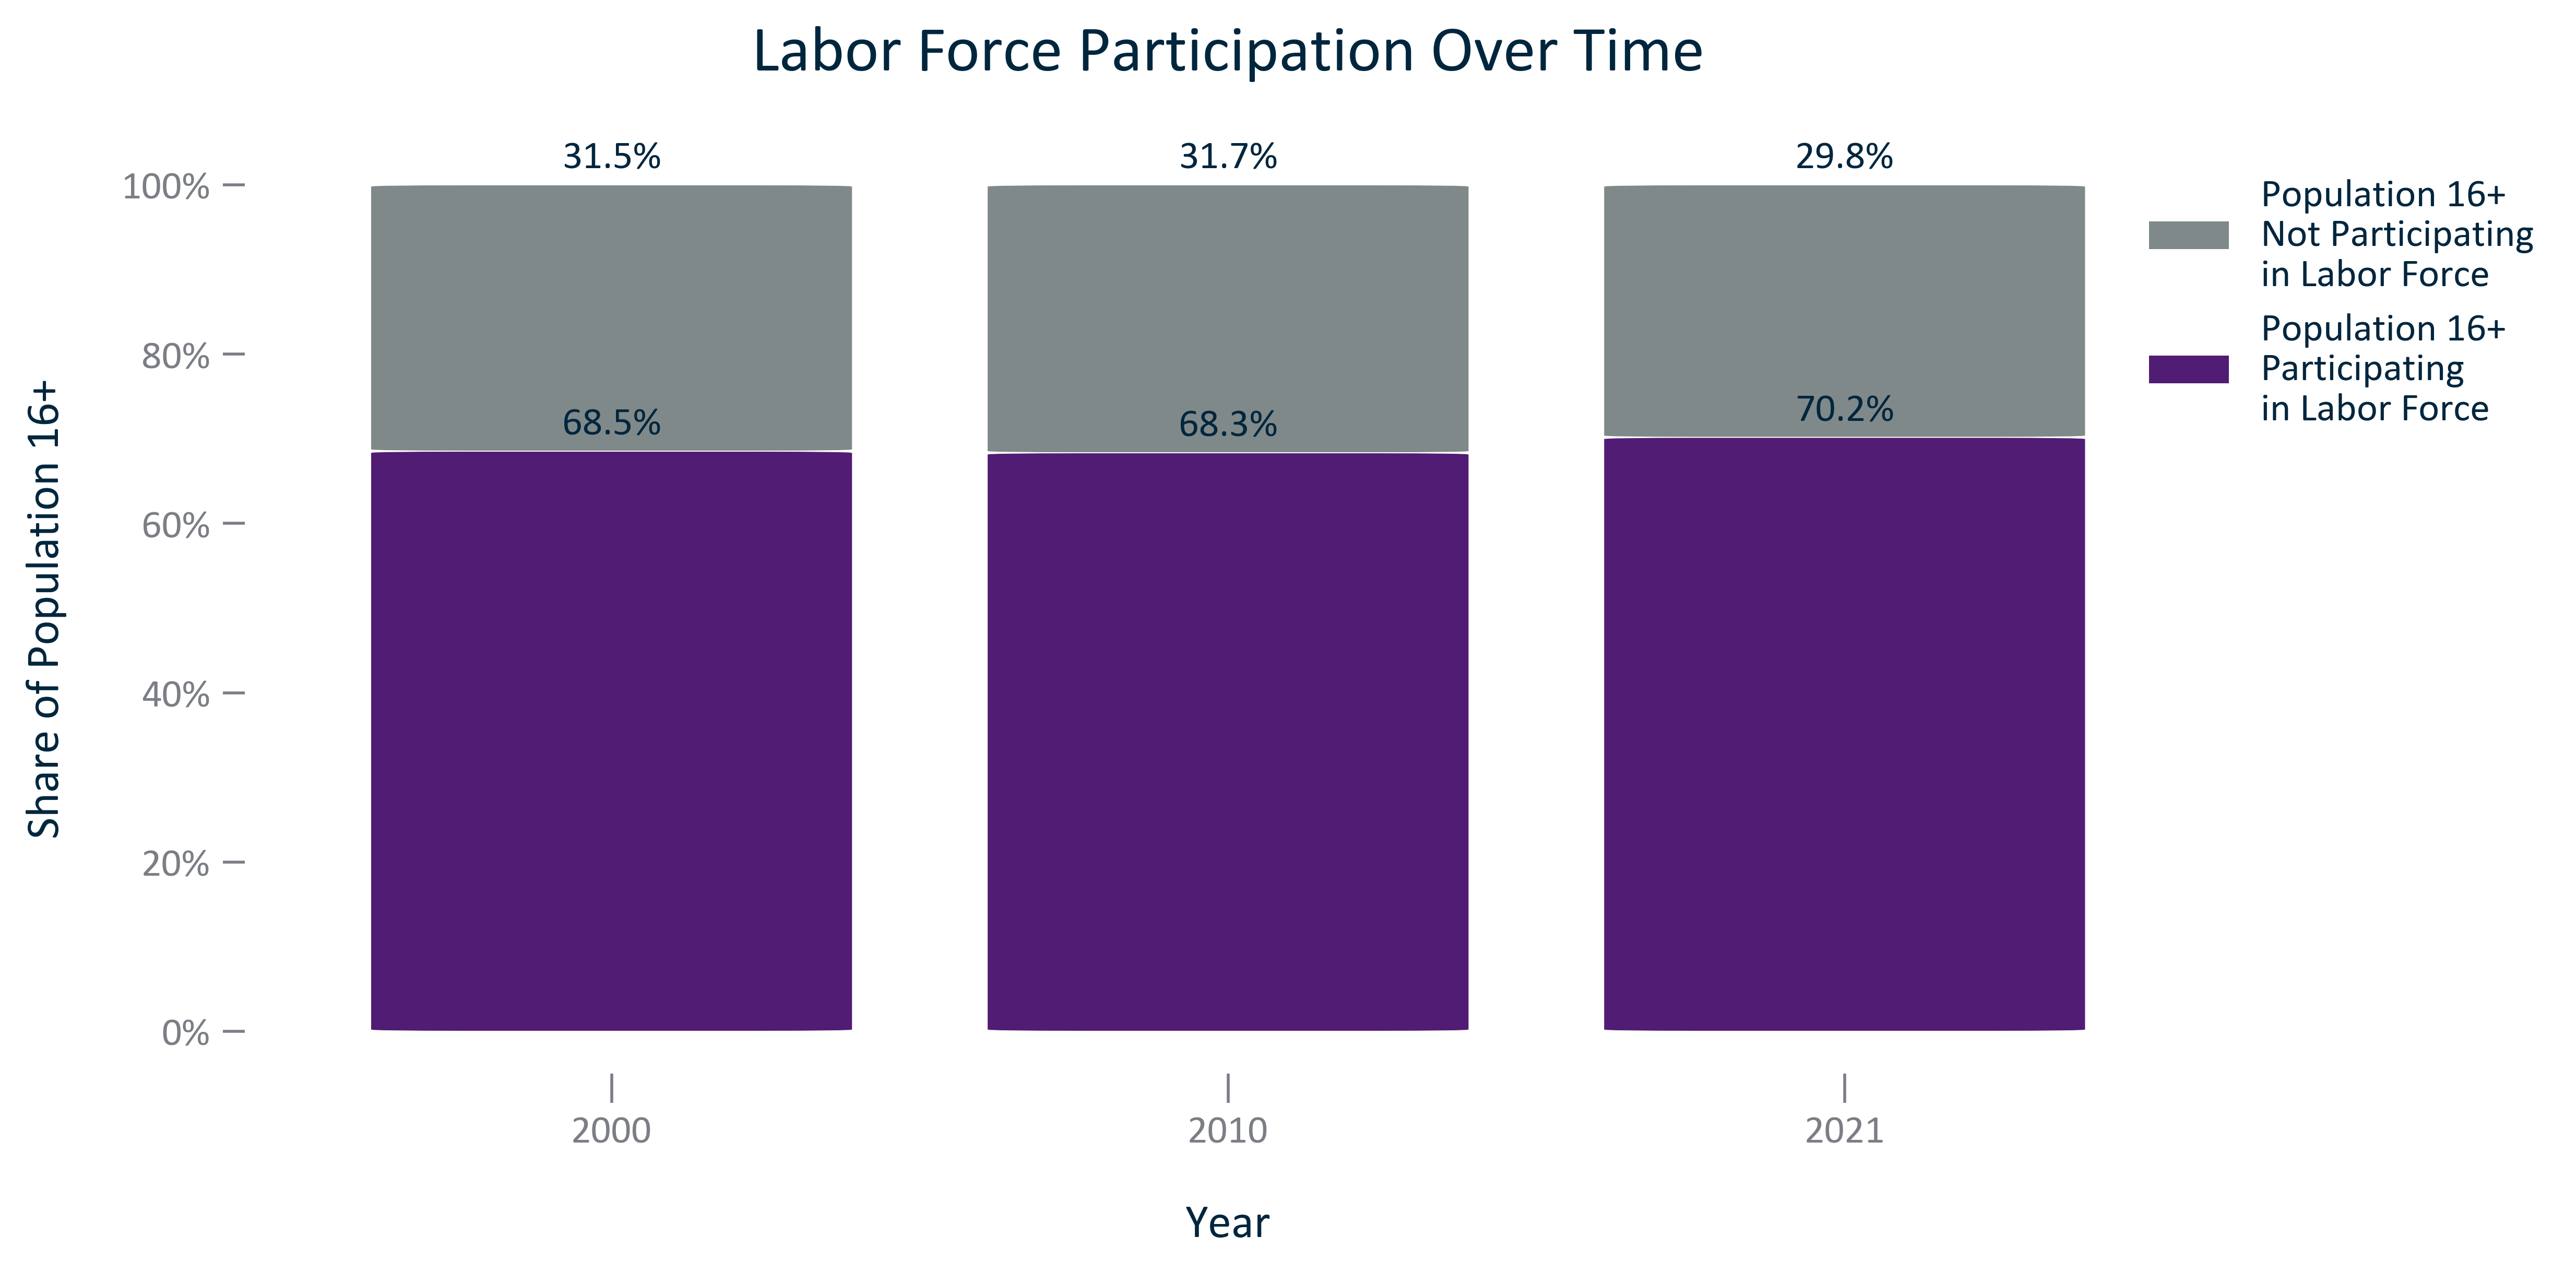 Labor Force Participation Over Time
31.5%
31.7%
29.8%
100%
80%
60%
40%
20%
0%
Share of Population 16+
68.5%
68.3%
70.2%
Population 16+
Not Participating
in Labor Force
Population 16+
Participating
in Labor Force
2000
2010
2021
Year